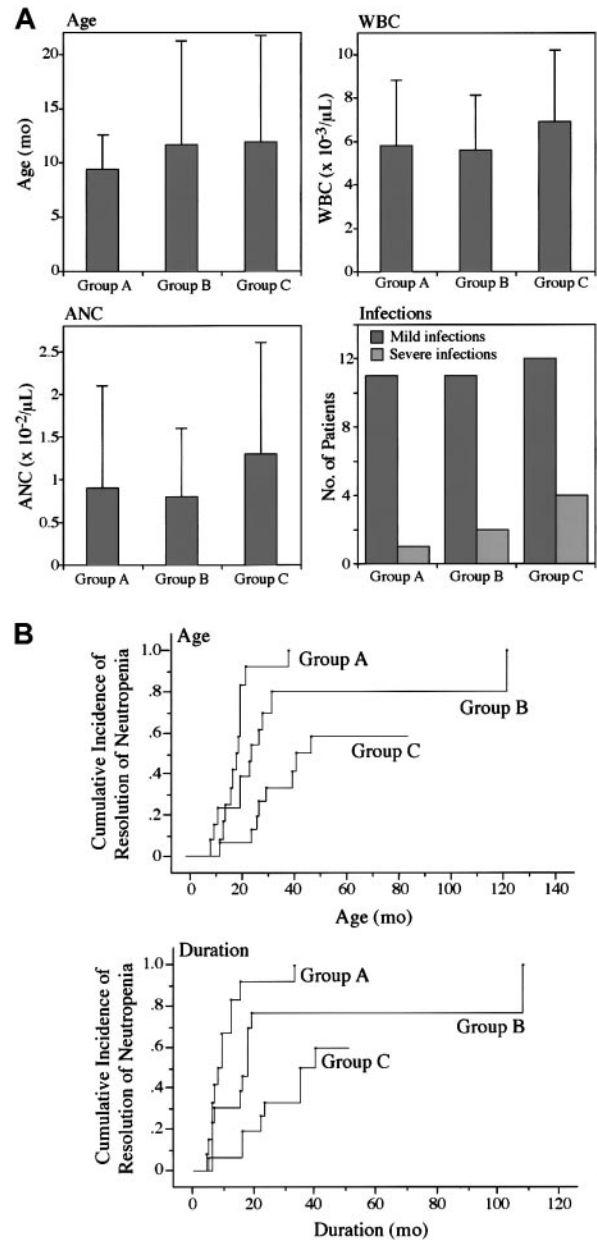 A
Age
Age (mo)
20
15
10
5
0
Group A
Group B
Group C
WBC
WBC (x 10-3/µL)
10
8
6
4
2
0
Group A
Group B
Group C
ANC
ANC (x 10-2/µL)
2.5
2
1.5
1
0.5
0
Group A
Group B
Group C
Infections
Mild infections
Severe infections
No. of Patients
12
8
4
0
Group A
Group B
Group C
B
Age
Cumulative Incidence of
Resolution of Neutropenia
1.0
.8
.6
.4
.2
0
Group A
Group B
Group C
0 20 40 60 80 100 120 140
Age (mo)
Duration
Cumulative Incidence of
Resolution of Neutropenia
1.0
.8
.6
.4
.2
0
Group A
Group B
Group C
0 20 40 60 80 100 120
Duration (mo)